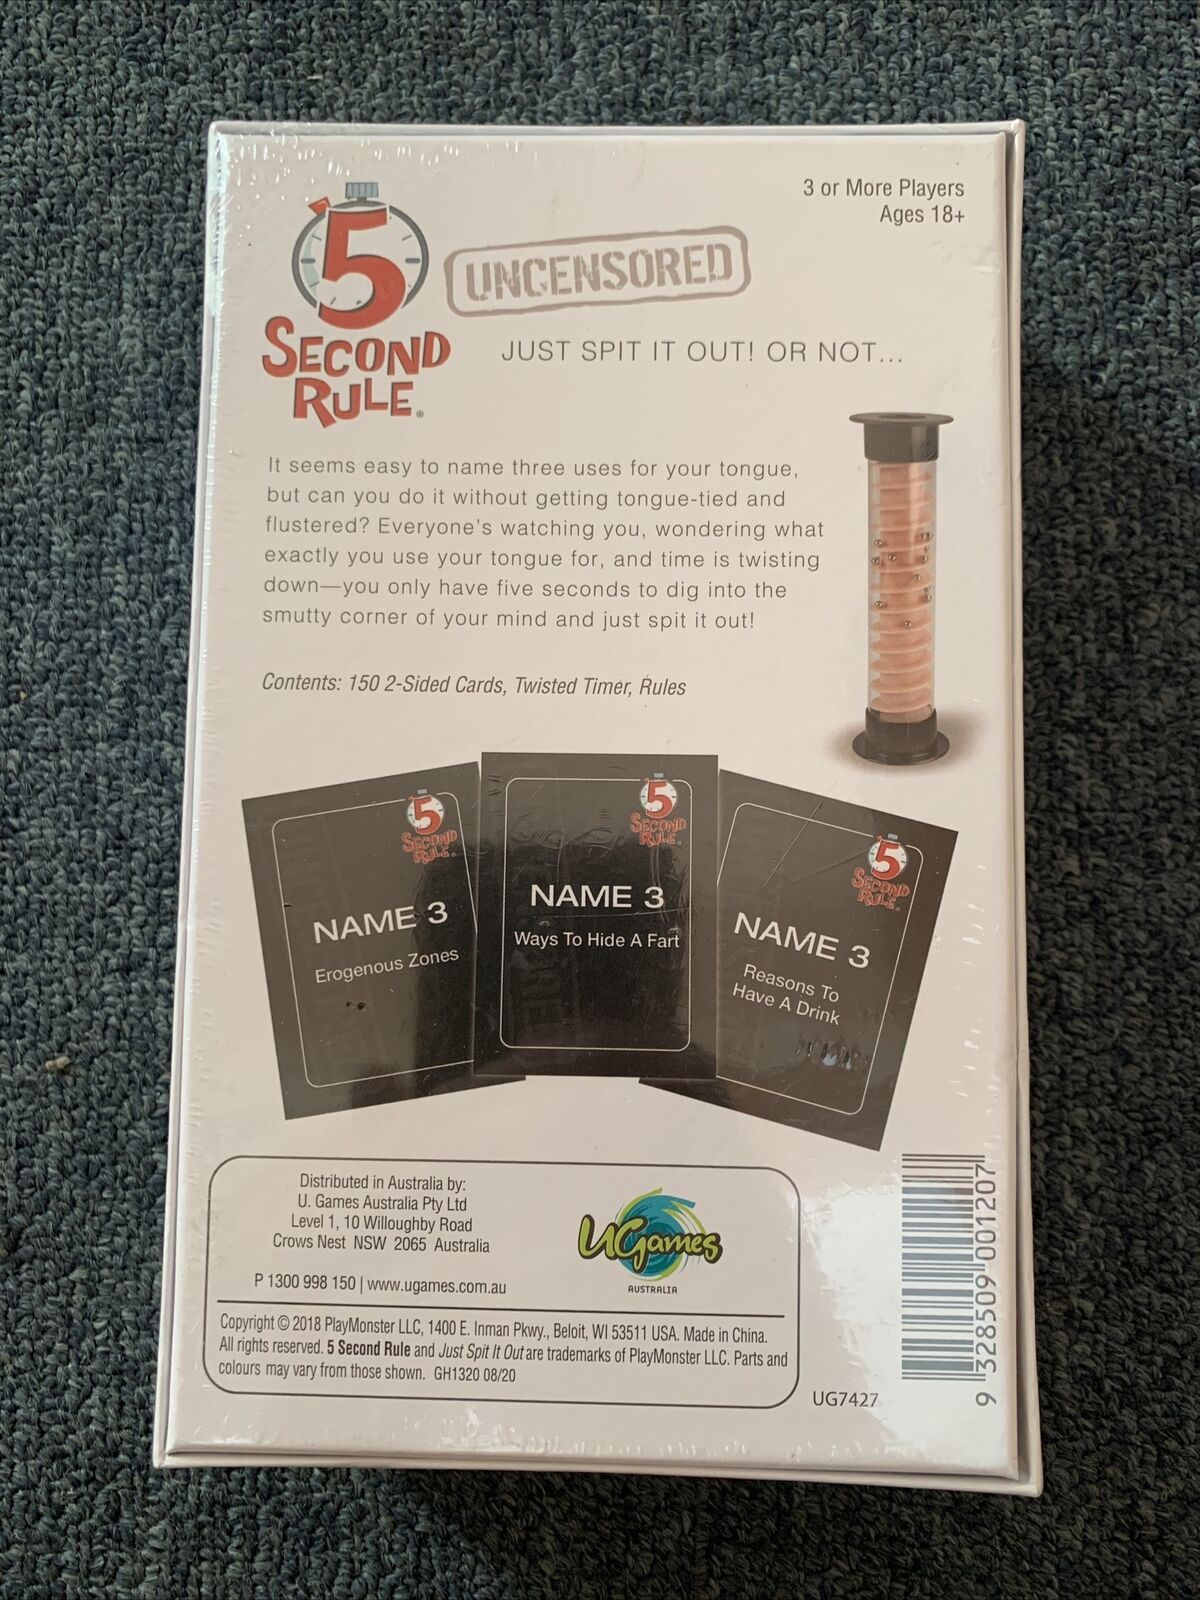 3 or More Players
Ages 18+
5
SECOND
RULE®
UNCENSORED
JUST SPIT IT OUT! OR NOT...
It seems easy to name three uses for your tongue,
but can you do it without getting tongue-tied and
flustered? Everyone's watching you, wondering what
exactly you use your tongue for, and time is twisting
down—you only have five seconds to dig into the
smutty corner of your mind and just spit it out!
Contents: 150 2-Sided Cards, Twisted Timer, Rules
5
SECOND
RULE®
NAME 3
Erogenous Zones
5
SECOND
RULE®
NAME 3
Ways To Hide A Fart
5
SECOND
RULE®
NAME 3
Reasons To
Have A Drink
Distributed in Australia by:
U. Games Australia Pty Ltd
Level 1, 10 Willoughby Road
Crows Nest NSW 2065 Australia
P 1300 998 150 | www.ugames.com.au
UGames
AUSTRALIA
Copyright © 2018 PlayMonster LLC, 1400 E. Inman Pkwy., Beloit, WI 53511 USA. Made in China.
All rights reserved. 5 Second Rule and Just Spit It Out are trademarks of PlayMonster LLC. Parts and
colours may vary from those shown. GH1320 08/20
UG7427
9 328509 001207